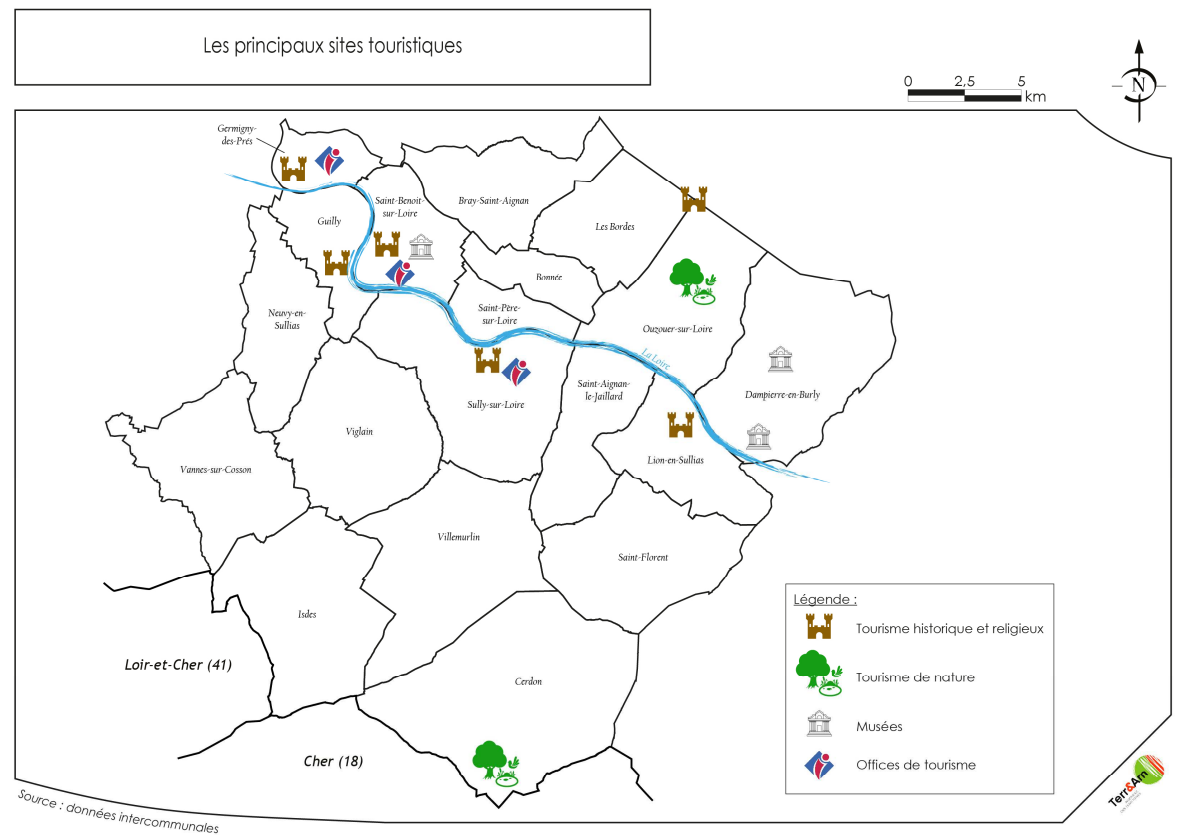 Les principaux sites touristiques
0 2,5 5
km
N
Germigny-
des-Prés
Saint-Benoit-
sur-Loire
Bray-Saint-Aignan
Guilly
Les Bordes
Bonnée
Neuvy-en-
Sullias
Saint-Père-
sur-Loire
Ouzouer-sur-Loire
La Loire
Saint-Aignan-
le-Jaillard
Dampierre-en-Burly
Sully-sur-Loire
Viglain
Lion-en-Sullias
Vannes-sur-Cosson
Villemurlin
Saint-Florent
Isdes
Cerdon
Loir-et-Cher (41)
Cher (18)
Légende :
Tourisme historique et religieux
Tourisme de nature
Musées
Offices de tourisme
Source : données intercommunales
Terr&Am